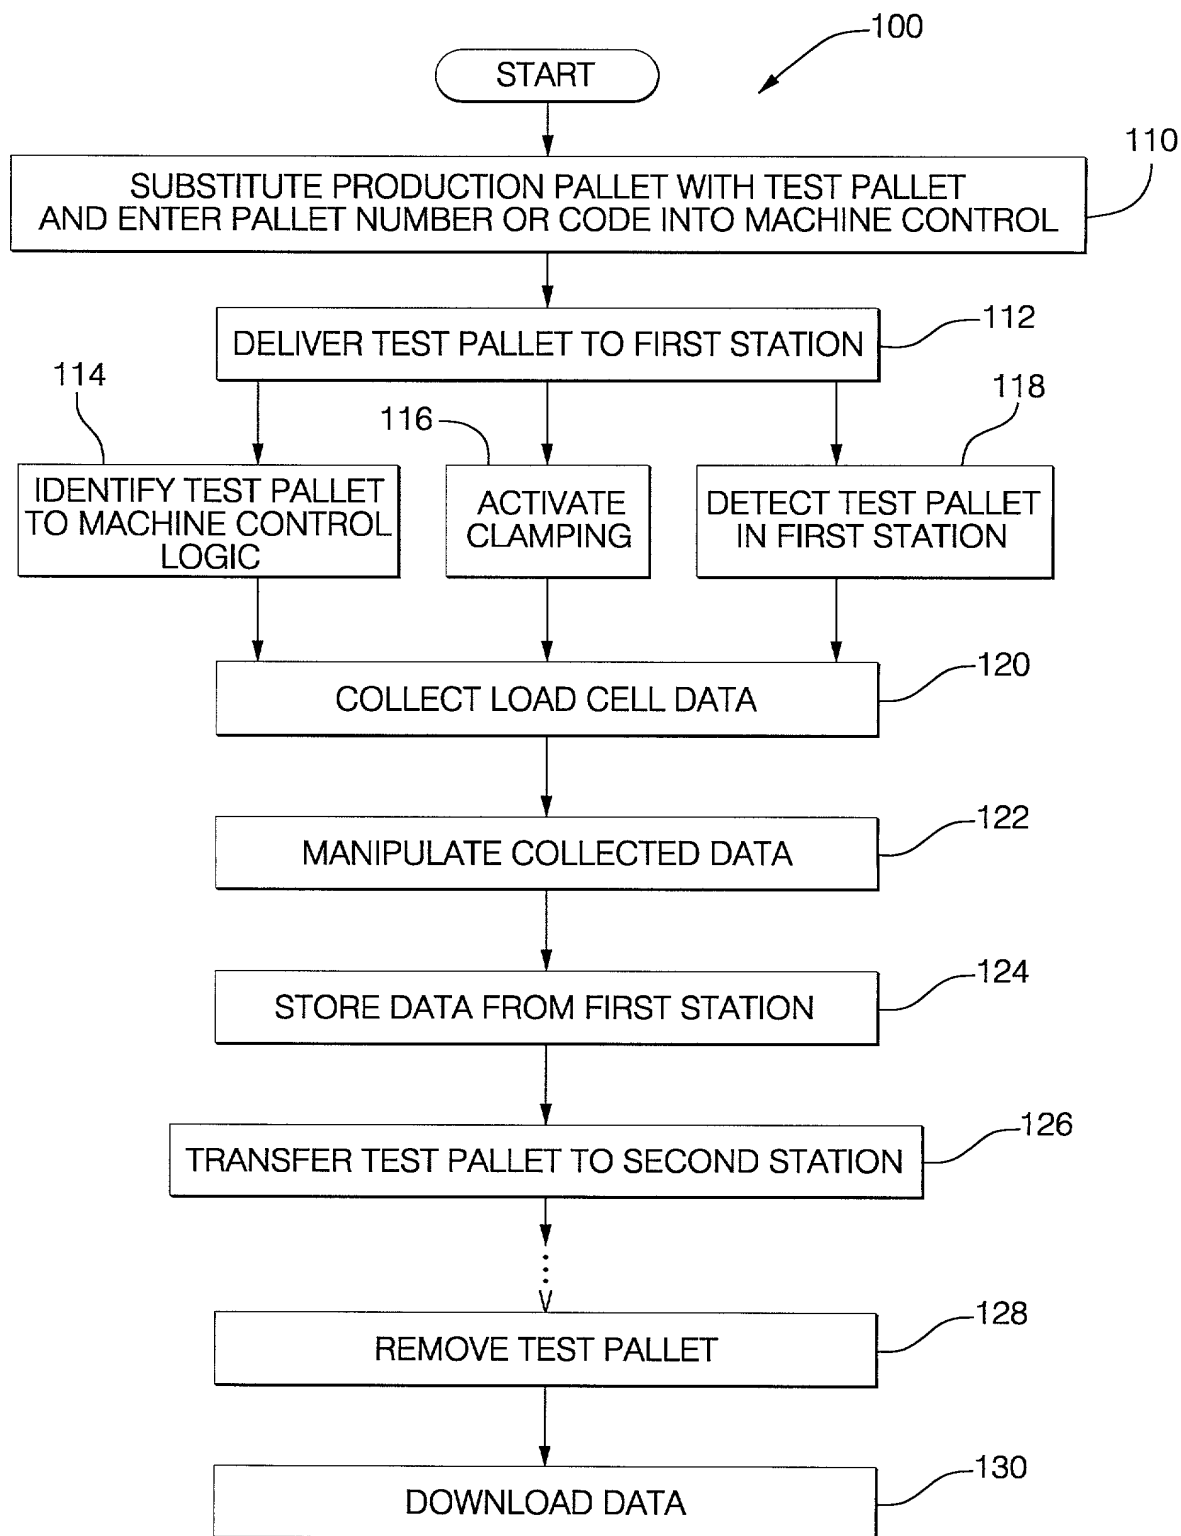 100
START
110
SUBSTITUTE PRODUCTION PALLET WITH TEST PALLET
AND ENTER PALLET NUMBER OR CODE INTO MACHINE CONTROL
112
DELIVER TEST PALLET TO FIRST STATION
114
116
118
IDENTIFY TEST PALLET
TO MACHINE CONTROL
LOGIC
ACTIVATE
CLAMPING
DETECT TEST PALLET
IN FIRST STATION
120
COLLECT LOAD CELL DATA
122
MANIPULATE COLLECTED DATA
124
STORE DATA FROM FIRST STATION
126
TRANSFER TEST PALLET TO SECOND STATION
128
REMOVE TEST PALLET
130
DOWNLOAD DATA